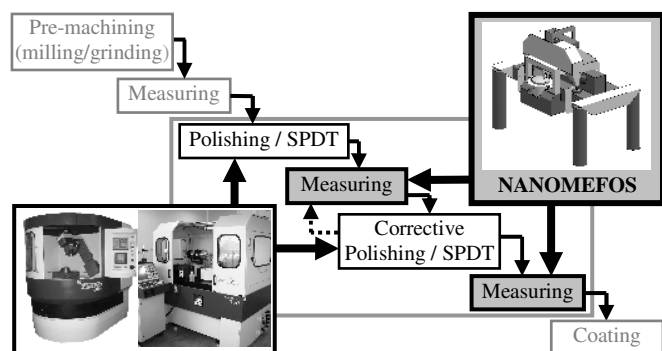 Pre-machining
(milling/grinding)
Measuring
Polishing / SPDT
Measuring
NANOMEFOS
Corrective
Polishing / SPDT
Measuring
Coating